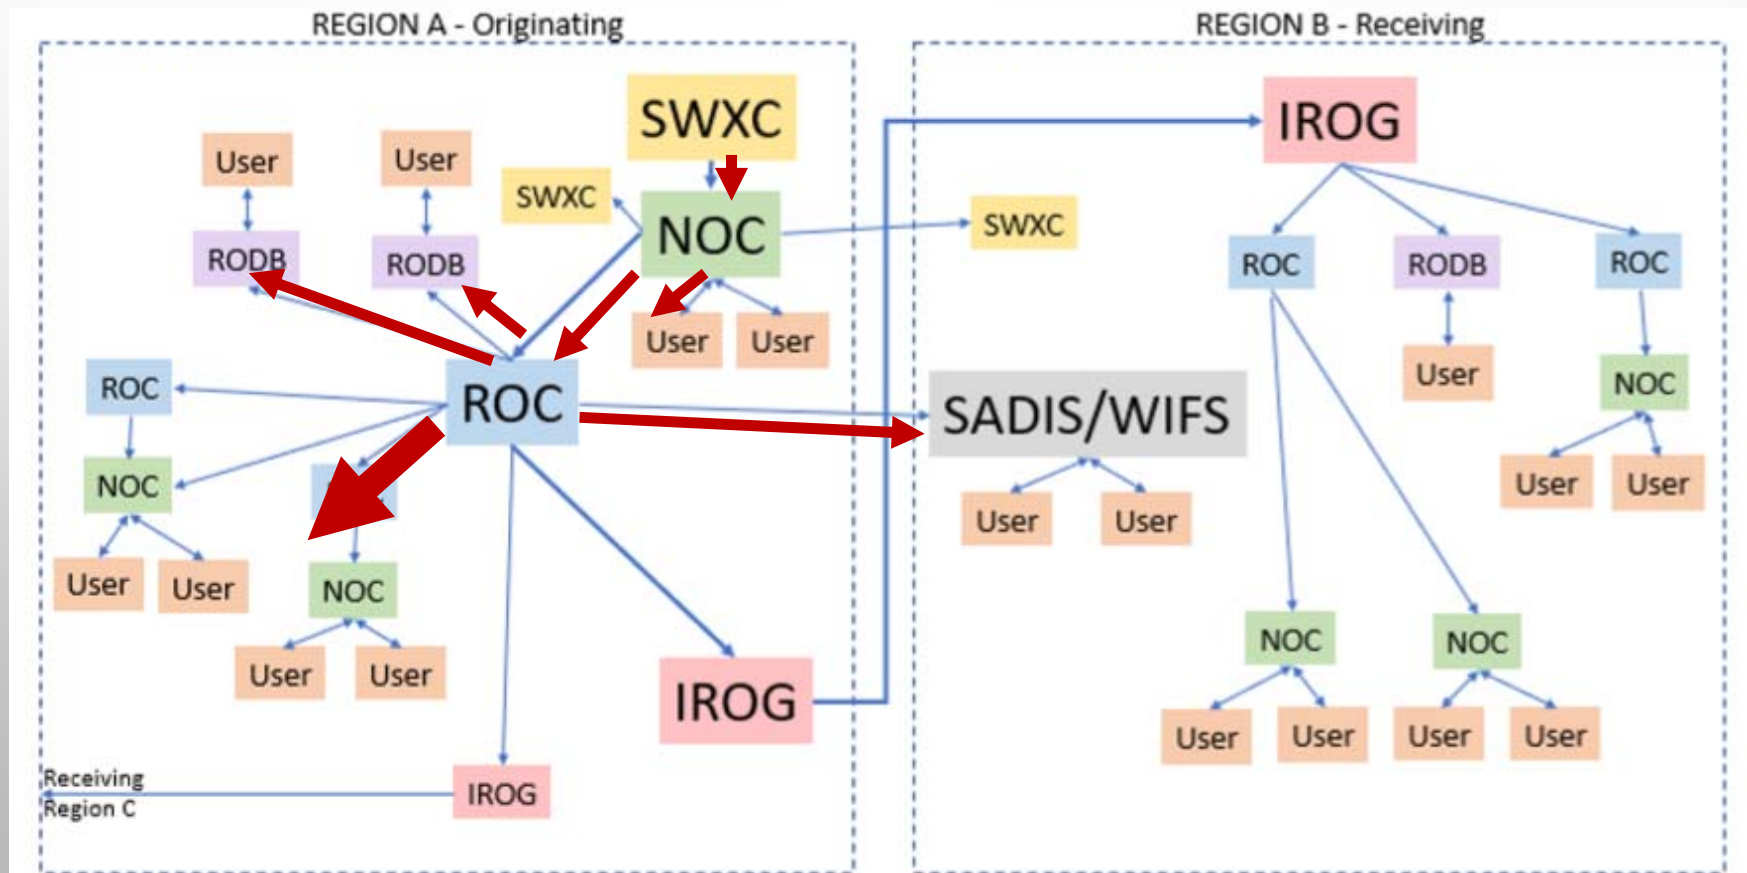 REGION A - Originating
REGION B - Receiving
SWXC
IROG
User
User
SWXC
NOC
SWXC
RODB
RODB
ROC
RODB
ROC
User
User
ROC
ROC
SADIS/WIFS
User
NOC
NOC
User
User
User
User
User
User
NOC
User
User
NOC
NOC
IROG
User
User
User
User
Receiving
Region C
IROG